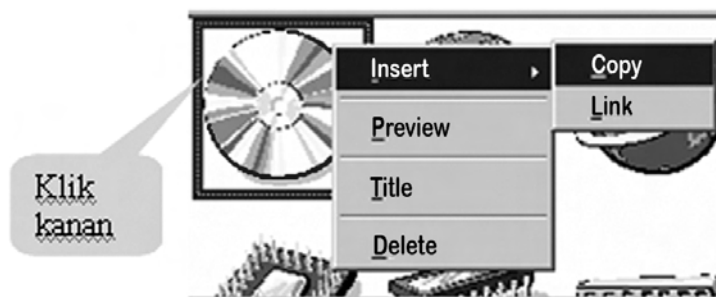 Insert
Copy
Link
Preview
Title
Delete
Klik
kanan